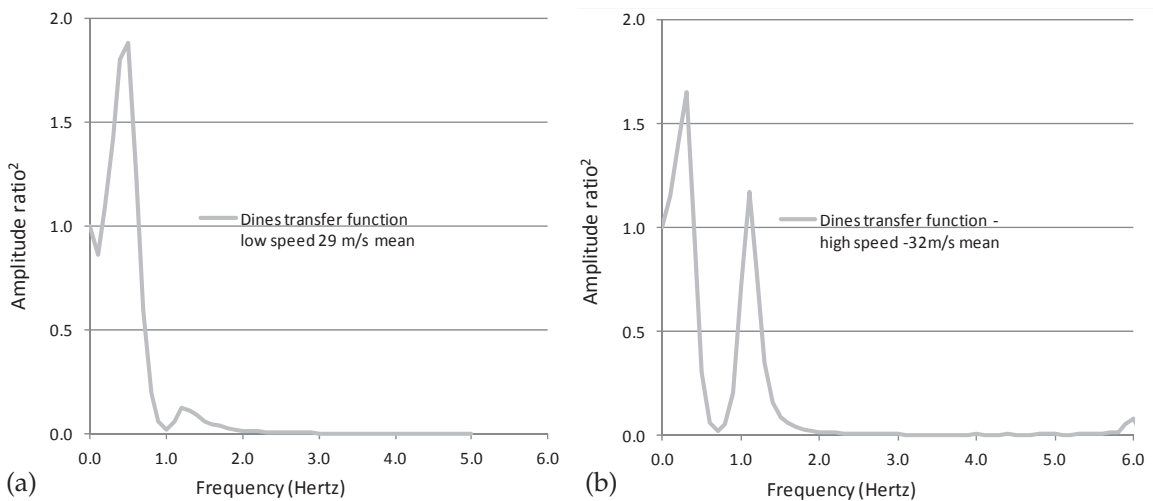 2.0
1.5
1.0
0.5
0.0
Amplitude ratio2
0.0 1.0 2.0 3.0 4.0 5.0 6.0
Frequency (Hertz)
Dines transfer function
low speed 29 m/s mean
(a)
2.0
1.5
1.0
0.5
0.0
Amplitude ratio2
0.0 1.0 2.0 3.0 4.0 5.0 6.0
Frequency (Hertz)
Dines transfer function -
high speed -32m/s mean
(b)